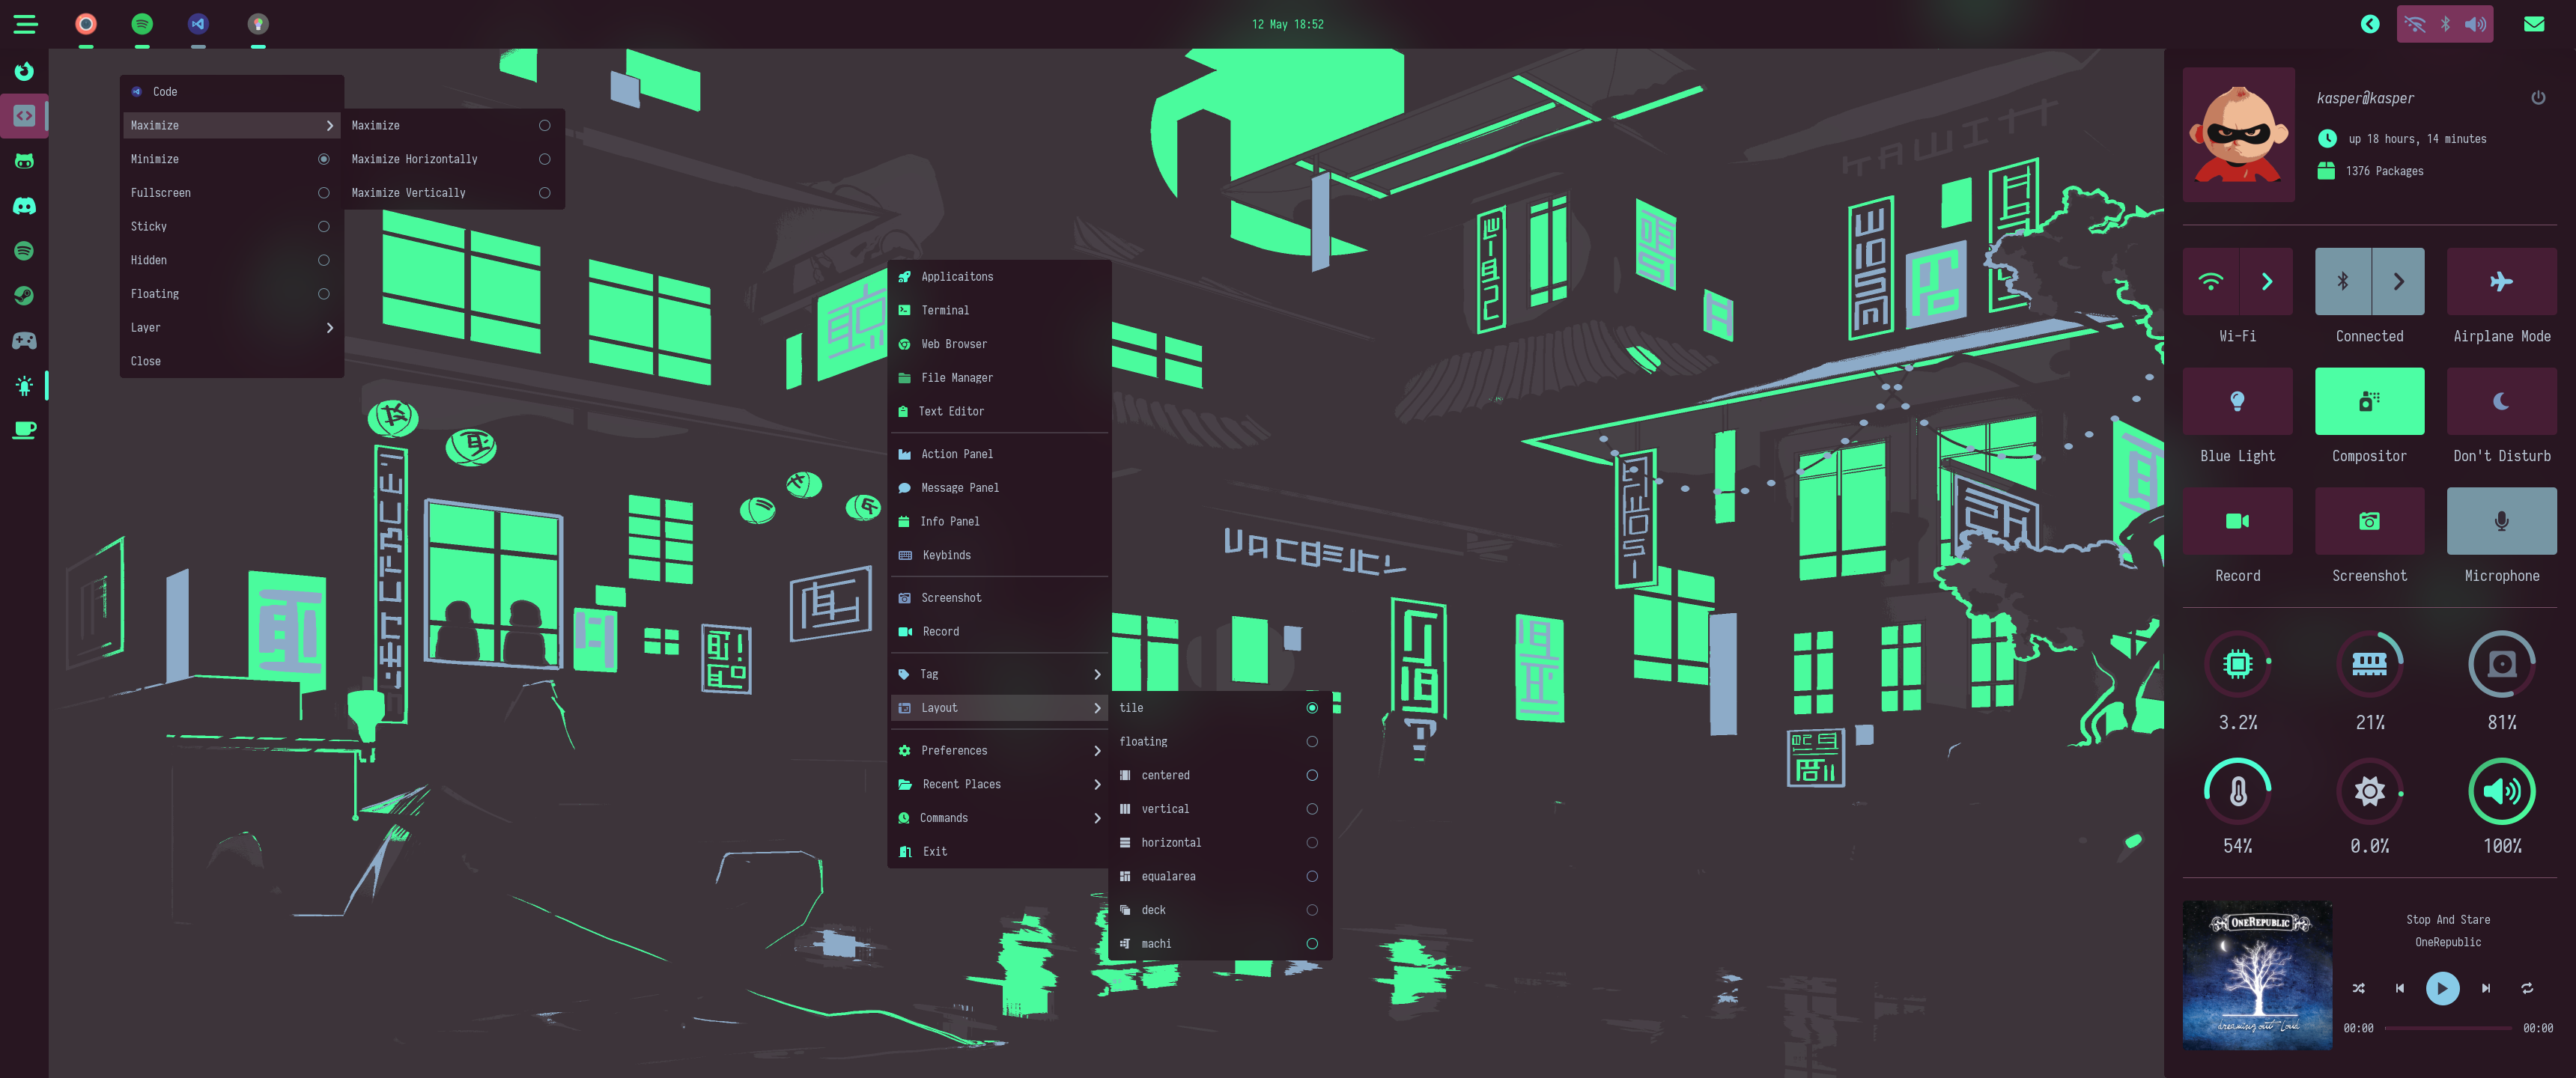 12 May 18:52
Code
Maximize
Minimize
Fullscreen
Sticky
Hidden
Floating
Layer
Close
Maximize
Maximize Horizontally
Maximize Vertically
Applicaitons
Terminal
Web Browser
File Manager
Text Editor
Action Panel
Message Panel
Info Panel
Keybinds
Screenshot
Record
Tag
Layout
Preferences
Recent Places
Commands
Exit
tile
floating
centered
vertical
horizontal
equalarea
deck
machi
kasper@kasper
up 18 hours, 14 minutes
1376 Packages
Wi-Fi
Connected
Airplane Mode
Blue Light
Compositor
Don't Disturb
Record
Screenshot
Microphone
3.2%
21%
81%
54%
0.0%
100%
ONEREPUBLIC
dreaming out loud
Stop And Stare
OneRepublic
00:00
00:00